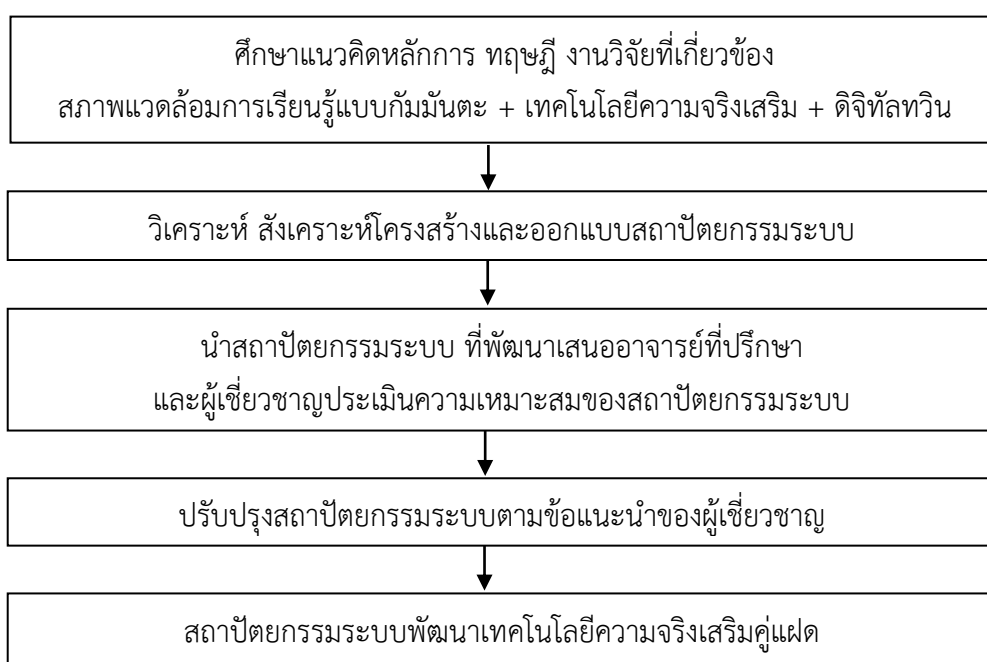 ศึกษาแนวคิดหลักการ ทฤษฎี งานวิจัยที่เกี่ยวข้อง
สภาพแวดล้อมการเรียนรู้แบบกัมมันตะ + เทคโนโลยีความจริงเสริม + ดิจิทัลทวิน
วิเคราะห์ สังเคราะห์โครงสร้างและออกแบบสถาปัตยกรรมระบบ
นำสถาปัตยกรรมระบบ ที่พัฒนาเสนออาจารย์ที่ปรึกษา
และผู้เชี่ยวชาญประเมินความเหมาะสมของสถาปัตยกรรมระบบ
ปรับปรุงสถาปัตยกรรมระบบตามข้อแนะนำของผู้เชี่ยวชาญ
สถาปัตยกรรมระบบพัฒนาเทคโนโลยีความจริงเสริมคู่แฝด